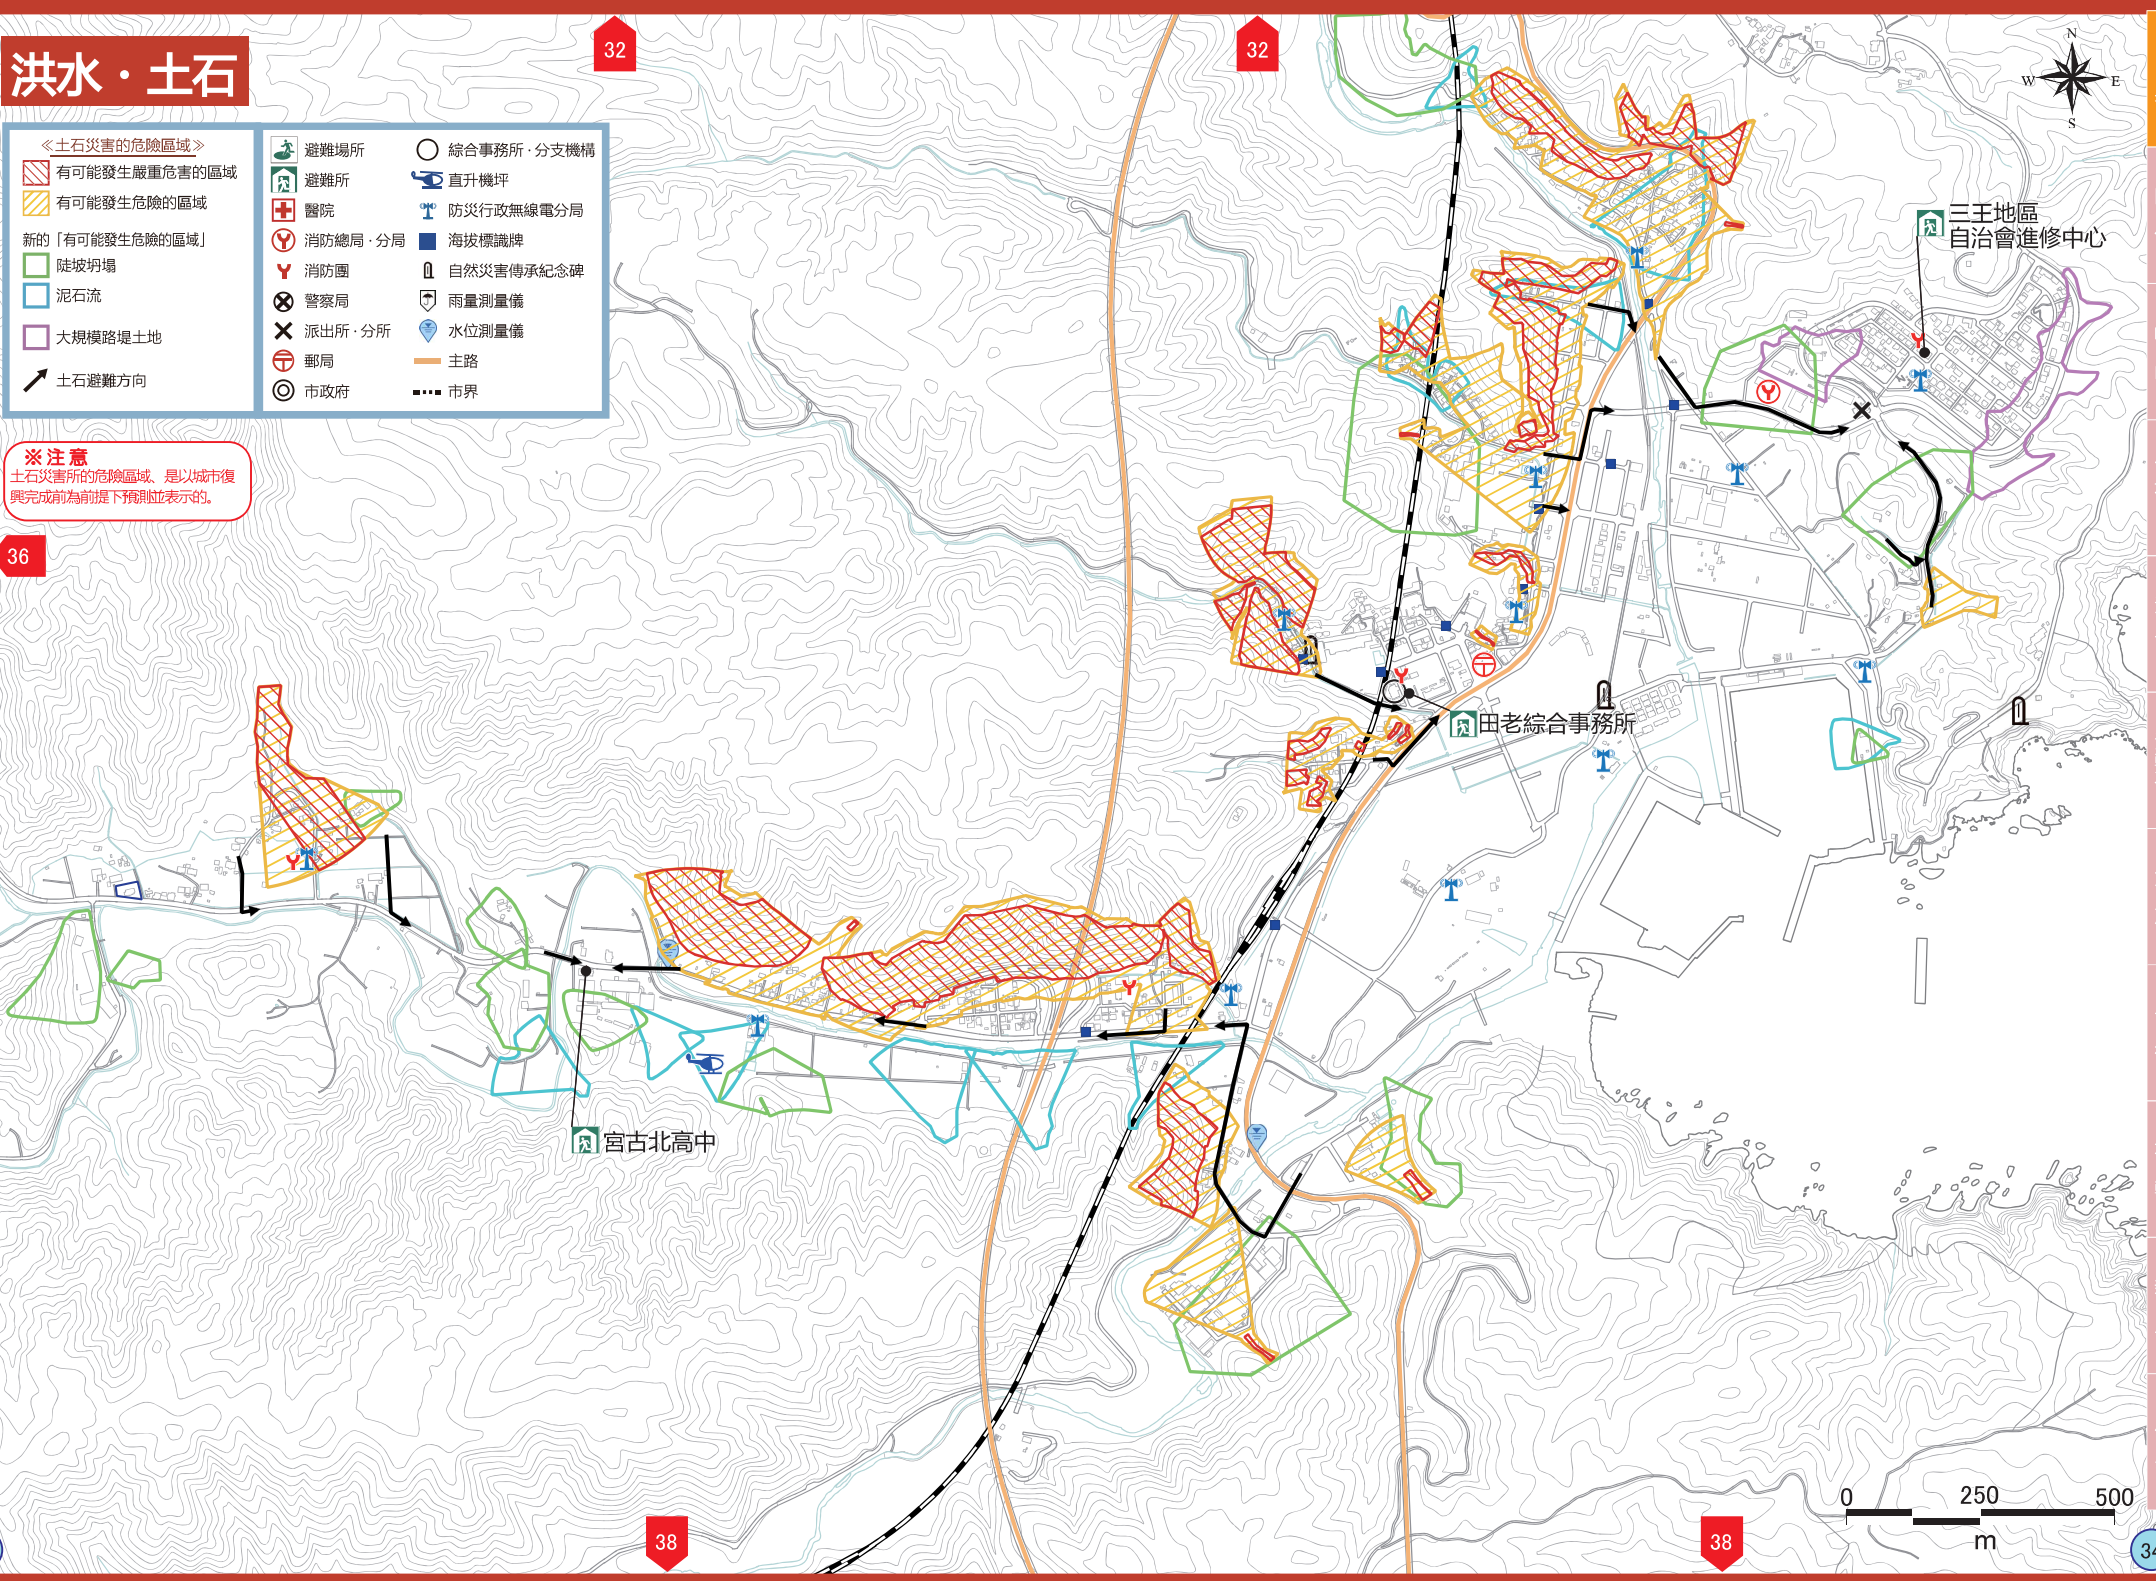 32
32
洪水・土石
N
W
E
S
≪土石災害的危險區域≫
有可能發生嚴重危害的區域
有可能發生危險的區域
新的「有可能發生危險的區域」
陡坡坍塌
泥石流
大規模路堤土地
土石避難方向
避難場所
避難所
醫院
消防總局・分局
消防團
警察局
派出所・分所
郵局
市政府
綜合事務所・分支機構
直升機坪
防災行政無線電分局
海拔標識牌
自然災害傳承紀念碑
雨量測量儀
水位測量儀
主路
市界
※注意
土石災害所的危險區域、是以城市復
興完成前為前提下預測並表示的。
36
三王地區
自治會進修中心
田老綜合事務所
宮古北高中
0
250
500
m
38
38
34